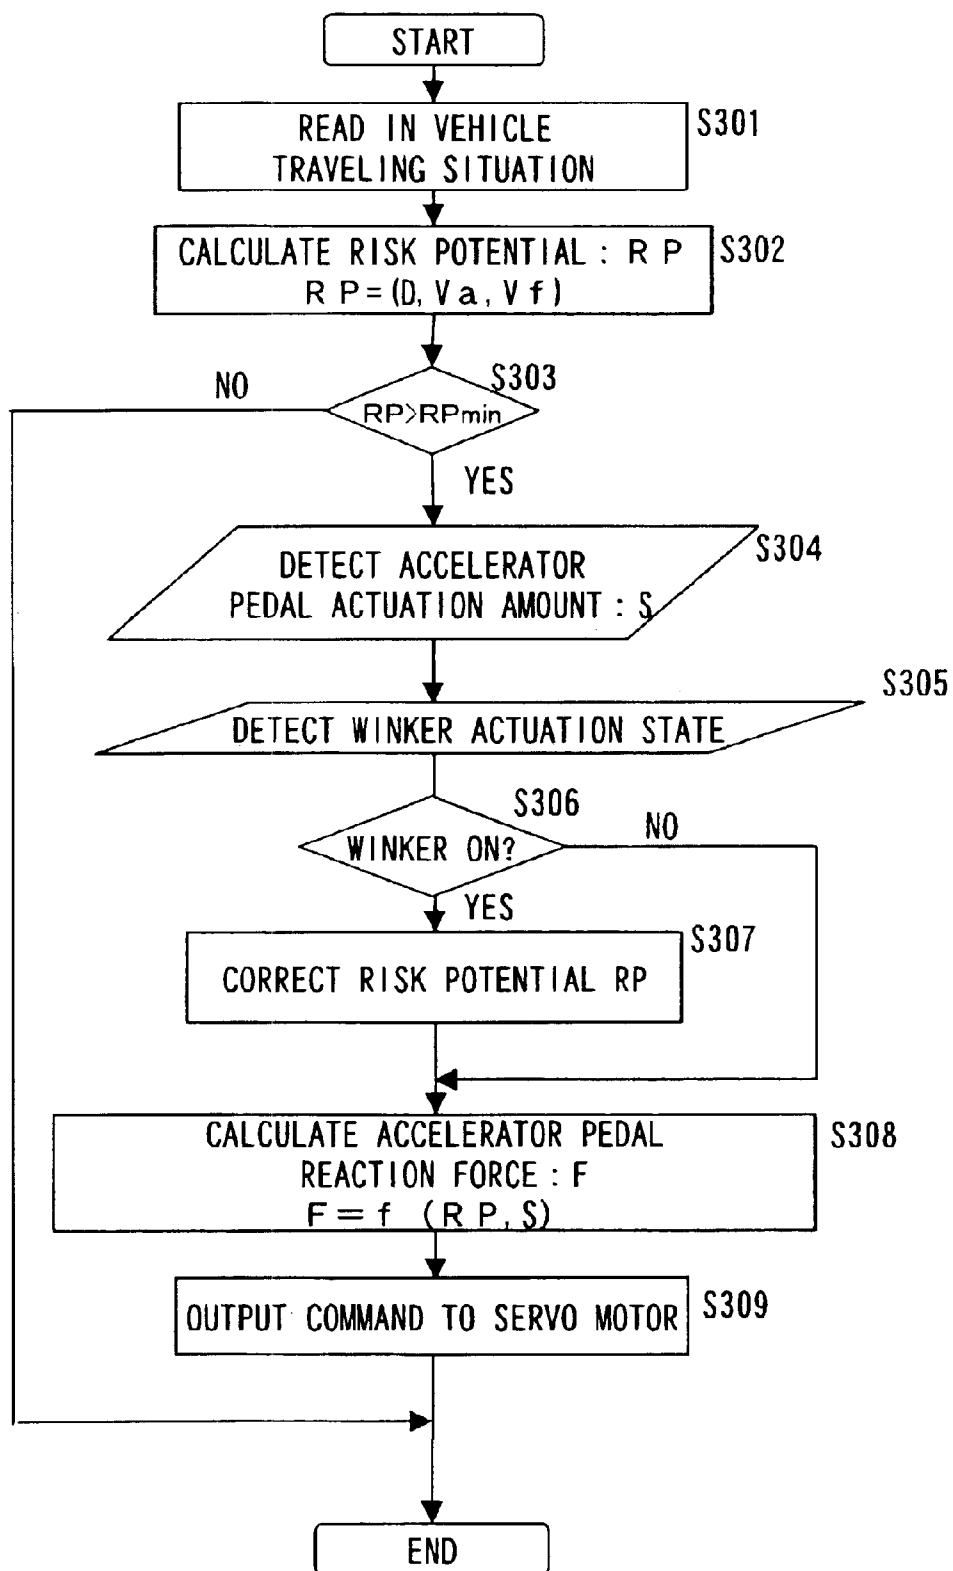 START
READ IN VEHICLE
TRAVELING SITUATION
S301
CALCULATE RISK POTENTIAL : RP
RP=(D, Va, Vf)
S302
S303
NO
RP>RPmin
YES
DETECT ACCELERATOR
PEDAL ACTUATION AMOUNT : S
S304
S305
DETECT WINKER ACTUATION STATE
S306
WINKER ON?
NO
YES
S307
CORRECT RISK POTENTIAL RP
CALCULATE ACCELERATOR PEDAL
REACTION FORCE : F
F=f (RP, S)
S308
OUTPUT COMMAND TO SERVO MOTOR
S309
END